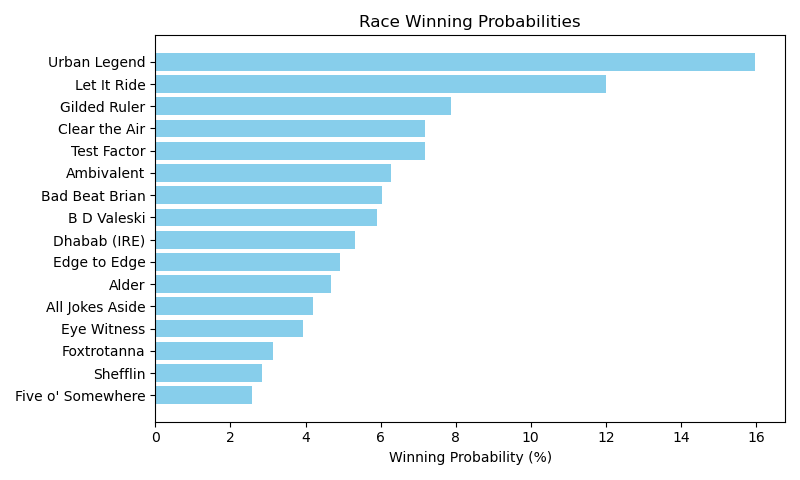 Race Winning Probabilities
Urban Legend
Let It Ride
Gilded Ruler
Clear the Air
Test Factor
Ambivalent
Bad Beat Brian
B D Valeski
Dhabab (IRE)
Edge to Edge
Alder
All Jokes Aside
Eye Witness
Foxtrotanna
Shefflin
Five o' Somewhere
0 2 4 6 8 10 12 14 16
Winning Probability (%)